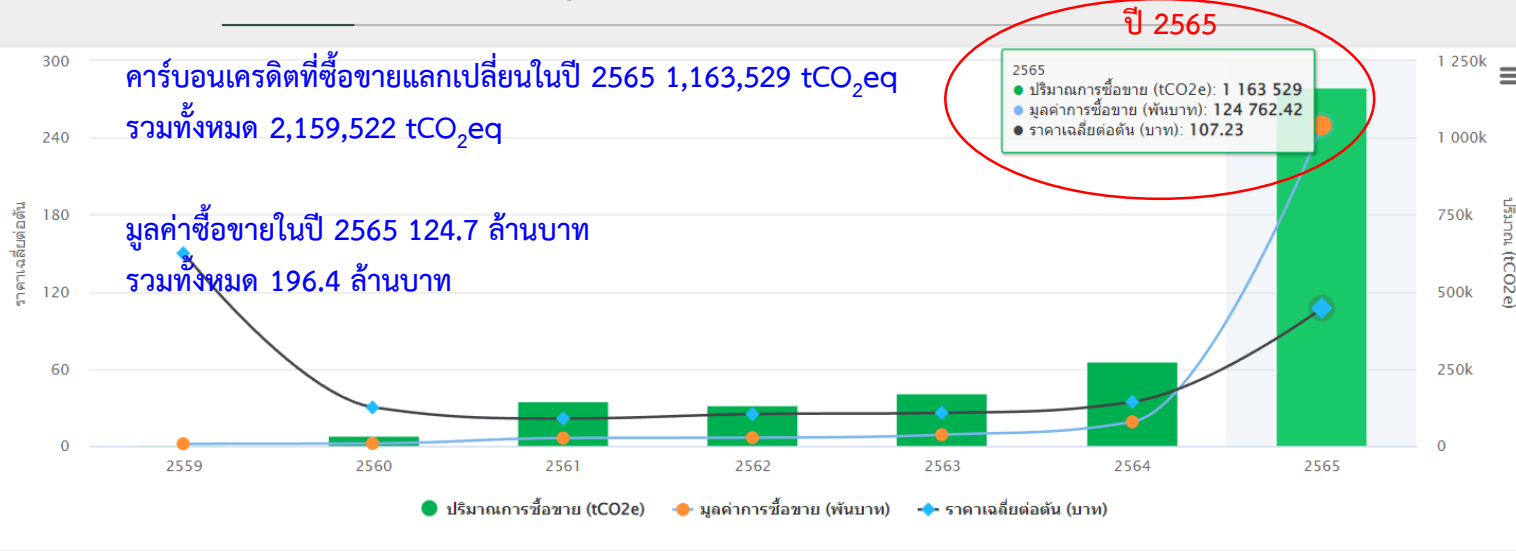 ปี 2565
คาร์บอนเครดิตที่ซื้อขายแลกเปลี่ยนในปี 2565 1,163,529 tCO₂eq
รวมทั้งหมด 2,159,522 tCO₂eq
มูลค่าซื้อขายในปี 2565 124.7 ล้านบาท
รวมทั้งหมด 196.4 ล้านบาท
2565
ปริมาณการซื้อขาย (tCO2e): 1 163 529
มูลค่าการซื้อขาย (พันบาท): 124 762.42
ราคาเฉลี่ยต่อตัน (บาท): 107.23
ราคาเฉลี่ยต่อตัน
300
240
180
120
60
0
1 250k
1 000k
750k
500k
250k
0
ปริมาณ (tCO2e)
2559 2560 2561 2562 2563 2564 2565
ปริมาณการซื้อขาย (tCO2e) มูลค่าการซื้อขาย (พันบาท) ราคาเฉลี่ยต่อตัน (บาท)